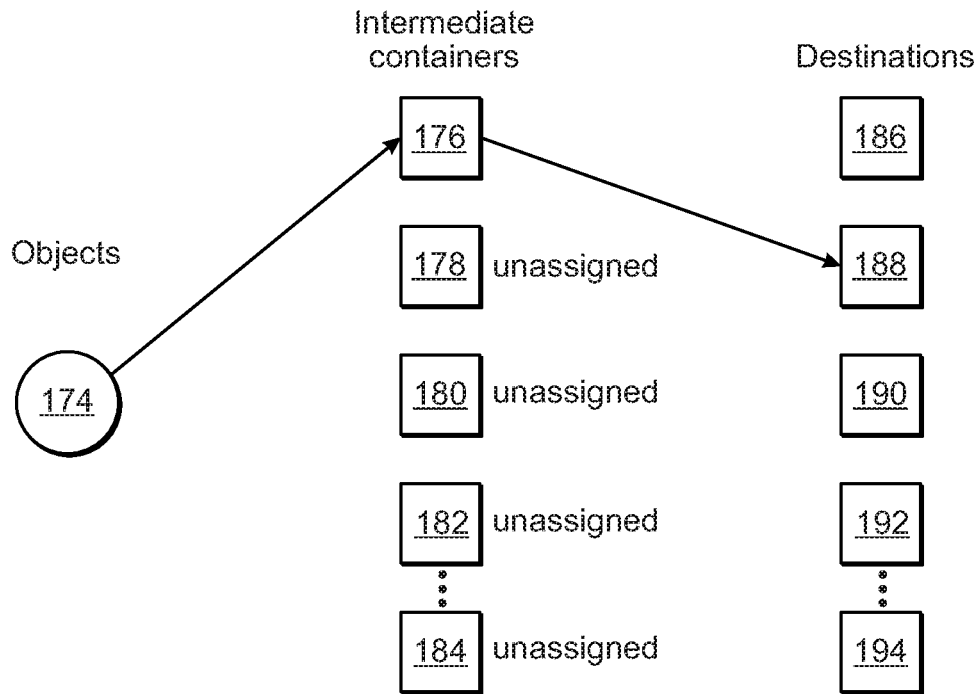 Intermediate
containers
Destinations
176
186
Objects
178 unassigned
188
174
180 unassigned
190
182 unassigned
192
184 unassigned
194